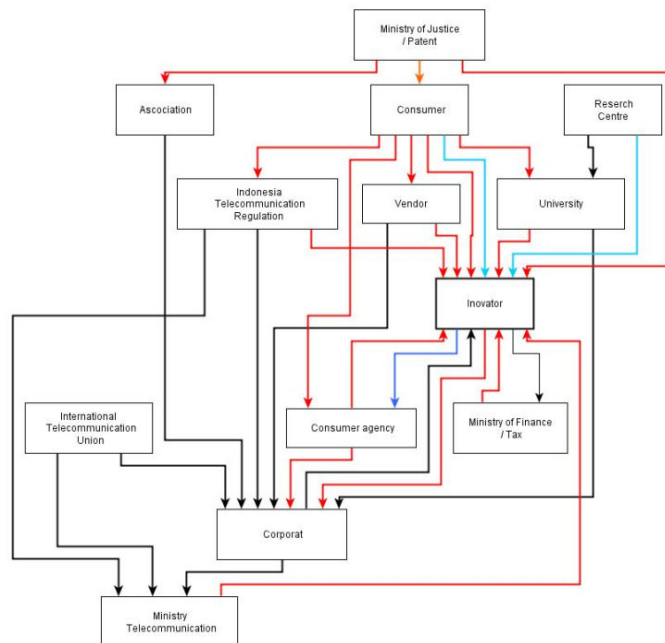 Ministry of Justice
/ Patent
Ascociation
Consumer
Reserch
Centre
Indonesia
Telecommunication
Regulation
Vendor
University
Inovator
International
Telecommunication
Union
Consumer agency
Ministry of Finance
/ Tax
Corporat
Ministry
Telecommunication